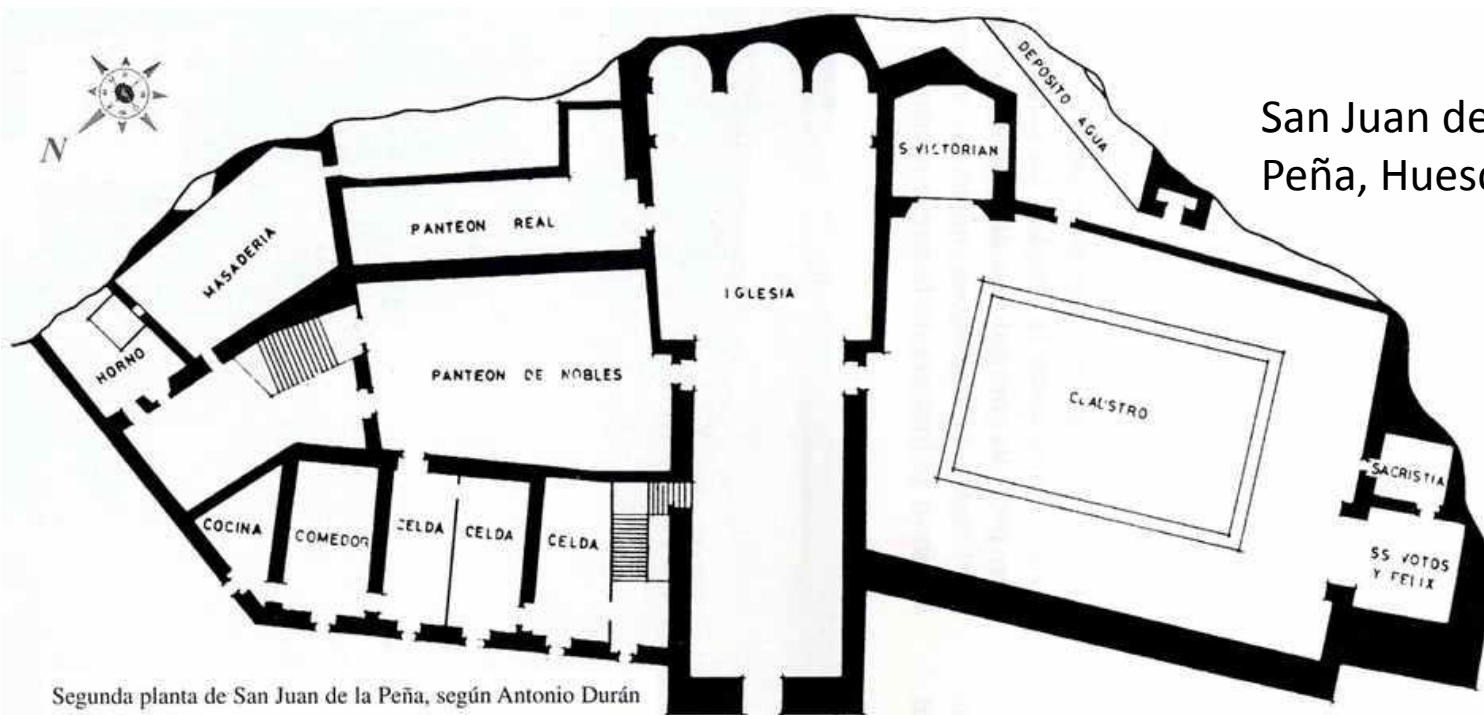 N
San Juan de
Peña, Huesc
DEPOSITO AGUA
S VICTORIAN
PANTEON REAL
MASADERIA
IGLESIA
HORNO
PANTEON DE NOBLES
CLAUSTRO
SACRISTIA
COCINA
COMEDOR
CELDA
CELDA
CELDA
SS VOTOS
Y FELIX
Segunda planta de San Juan de la Peña, según Antonio Durán